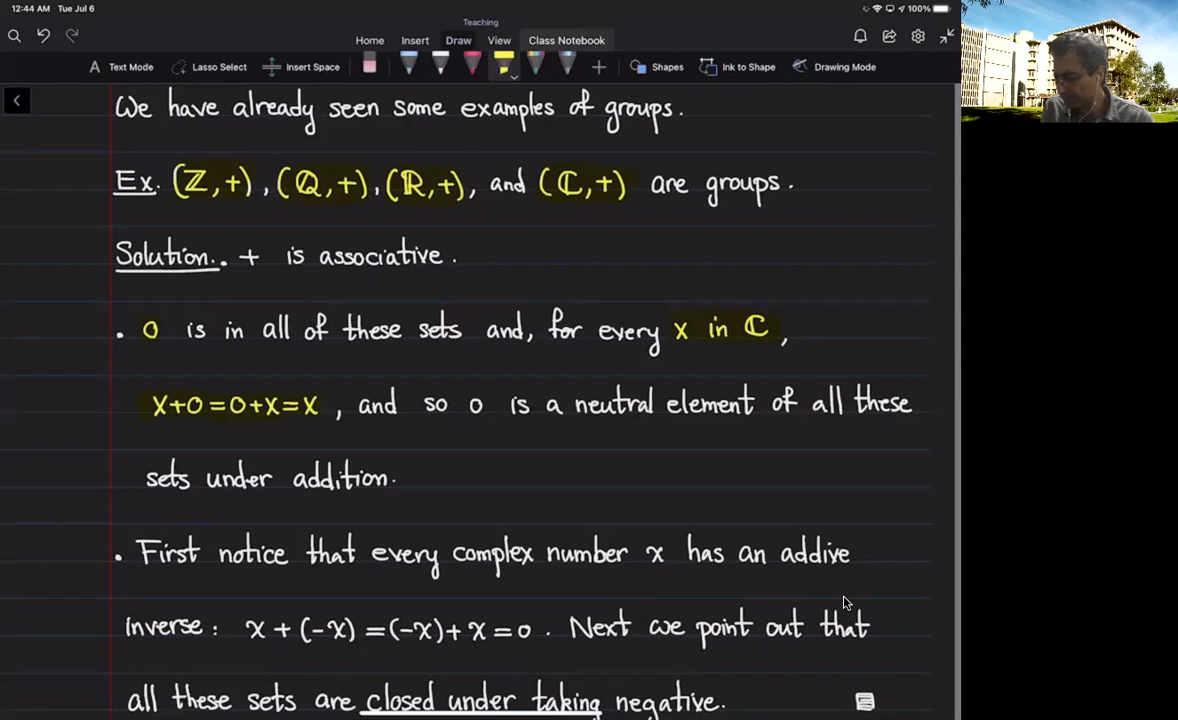 12:44 AM Tue Jul 6
100%
Teaching
Home Insert Draw View Class Notebook
Text Mode Lasso Select Insert Space Shapes Ink to Shape Drawing Mode
We have already seen some examples of groups.
Ex. (ℤ,+), (ℚ,+), (ℝ,+), and (ℂ,+) are groups.
Solution. + is associative.
. 0 is in all of these sets and, for every x in ℂ,
x+0=0+x=x, and so 0 is a neutral element of all these
sets under addition.
. First notice that every complex number x has an addive
inverse: x+(-x)=(-x)+x=0. Next we point out that
all these sets are closed under taking negative.